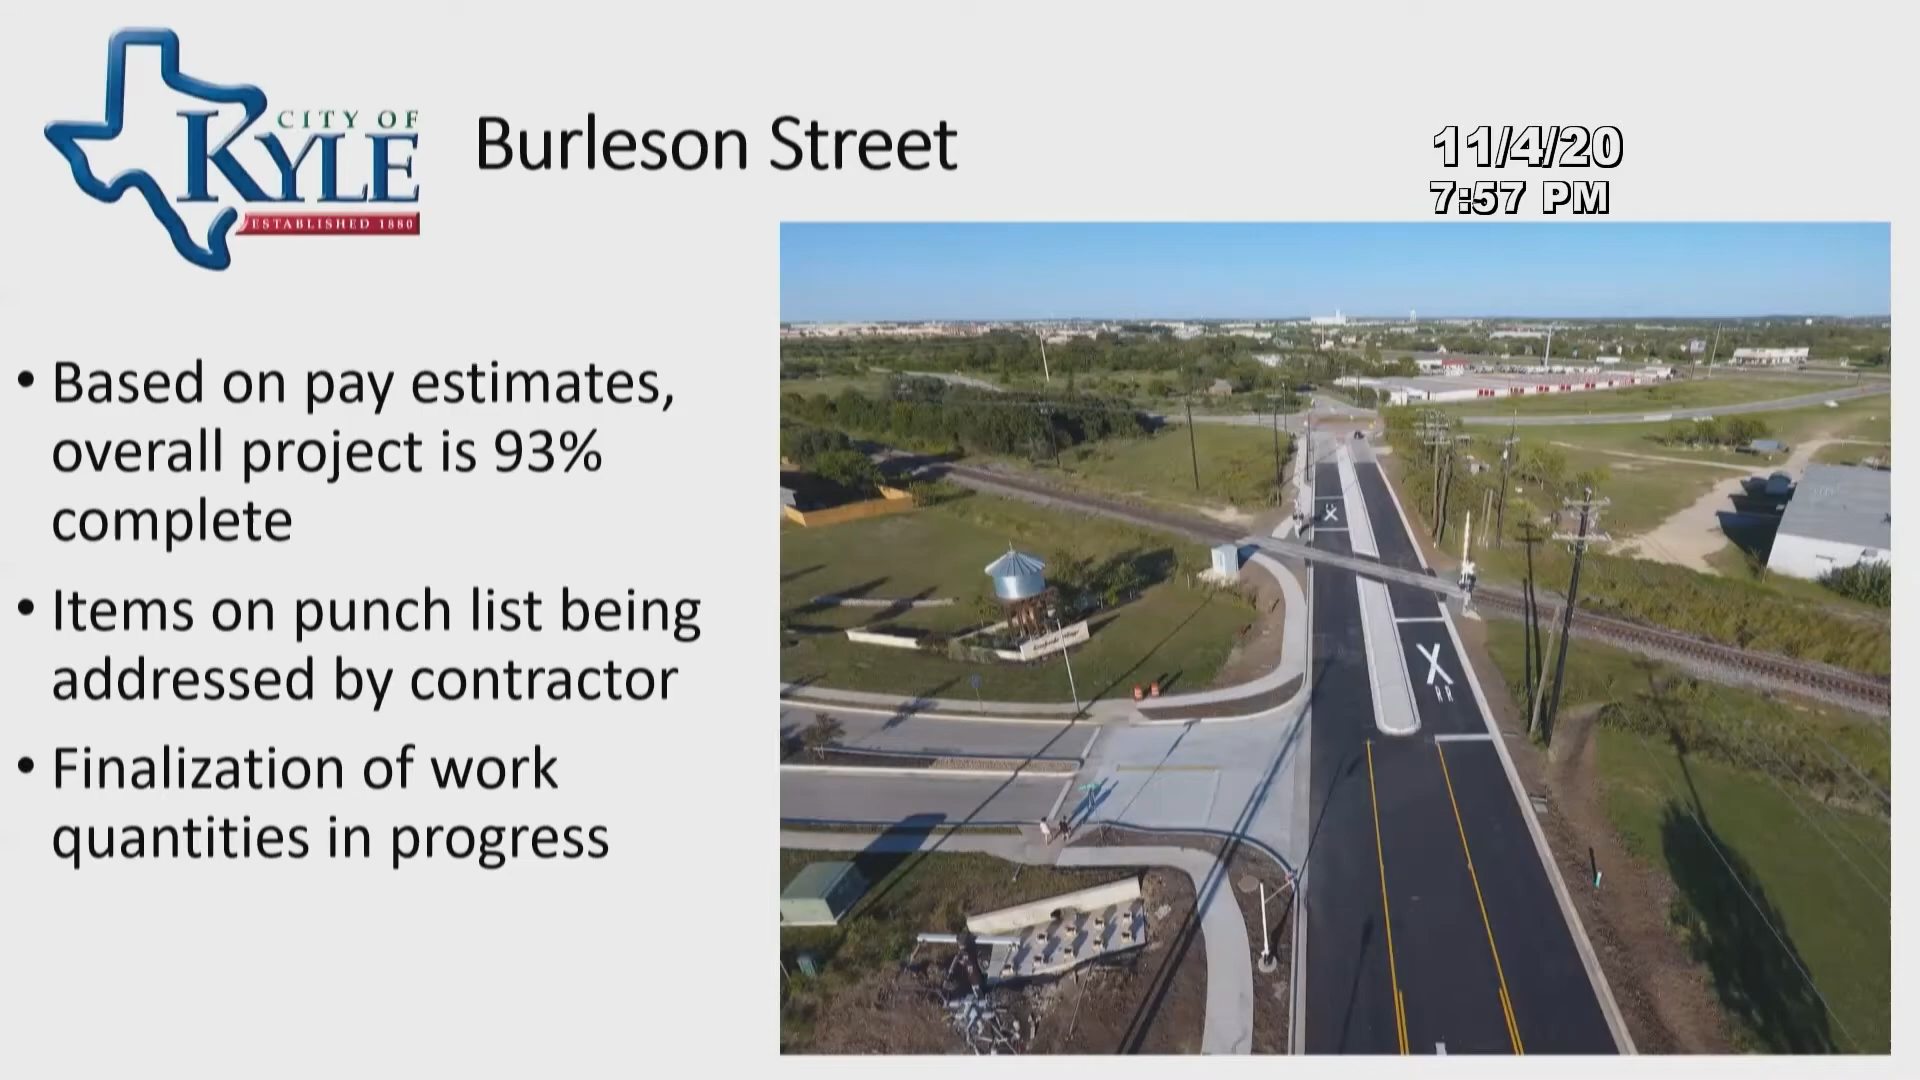 CITY OF
KYLE
ESTABLISHED 1880
Burleson Street
11/4/20
7:57 PM
• Based on pay estimates,
overall project is 93%
complete
• Items on punch list being
addressed by contractor
• Finalization of work
quantities in progress
X
X
R R